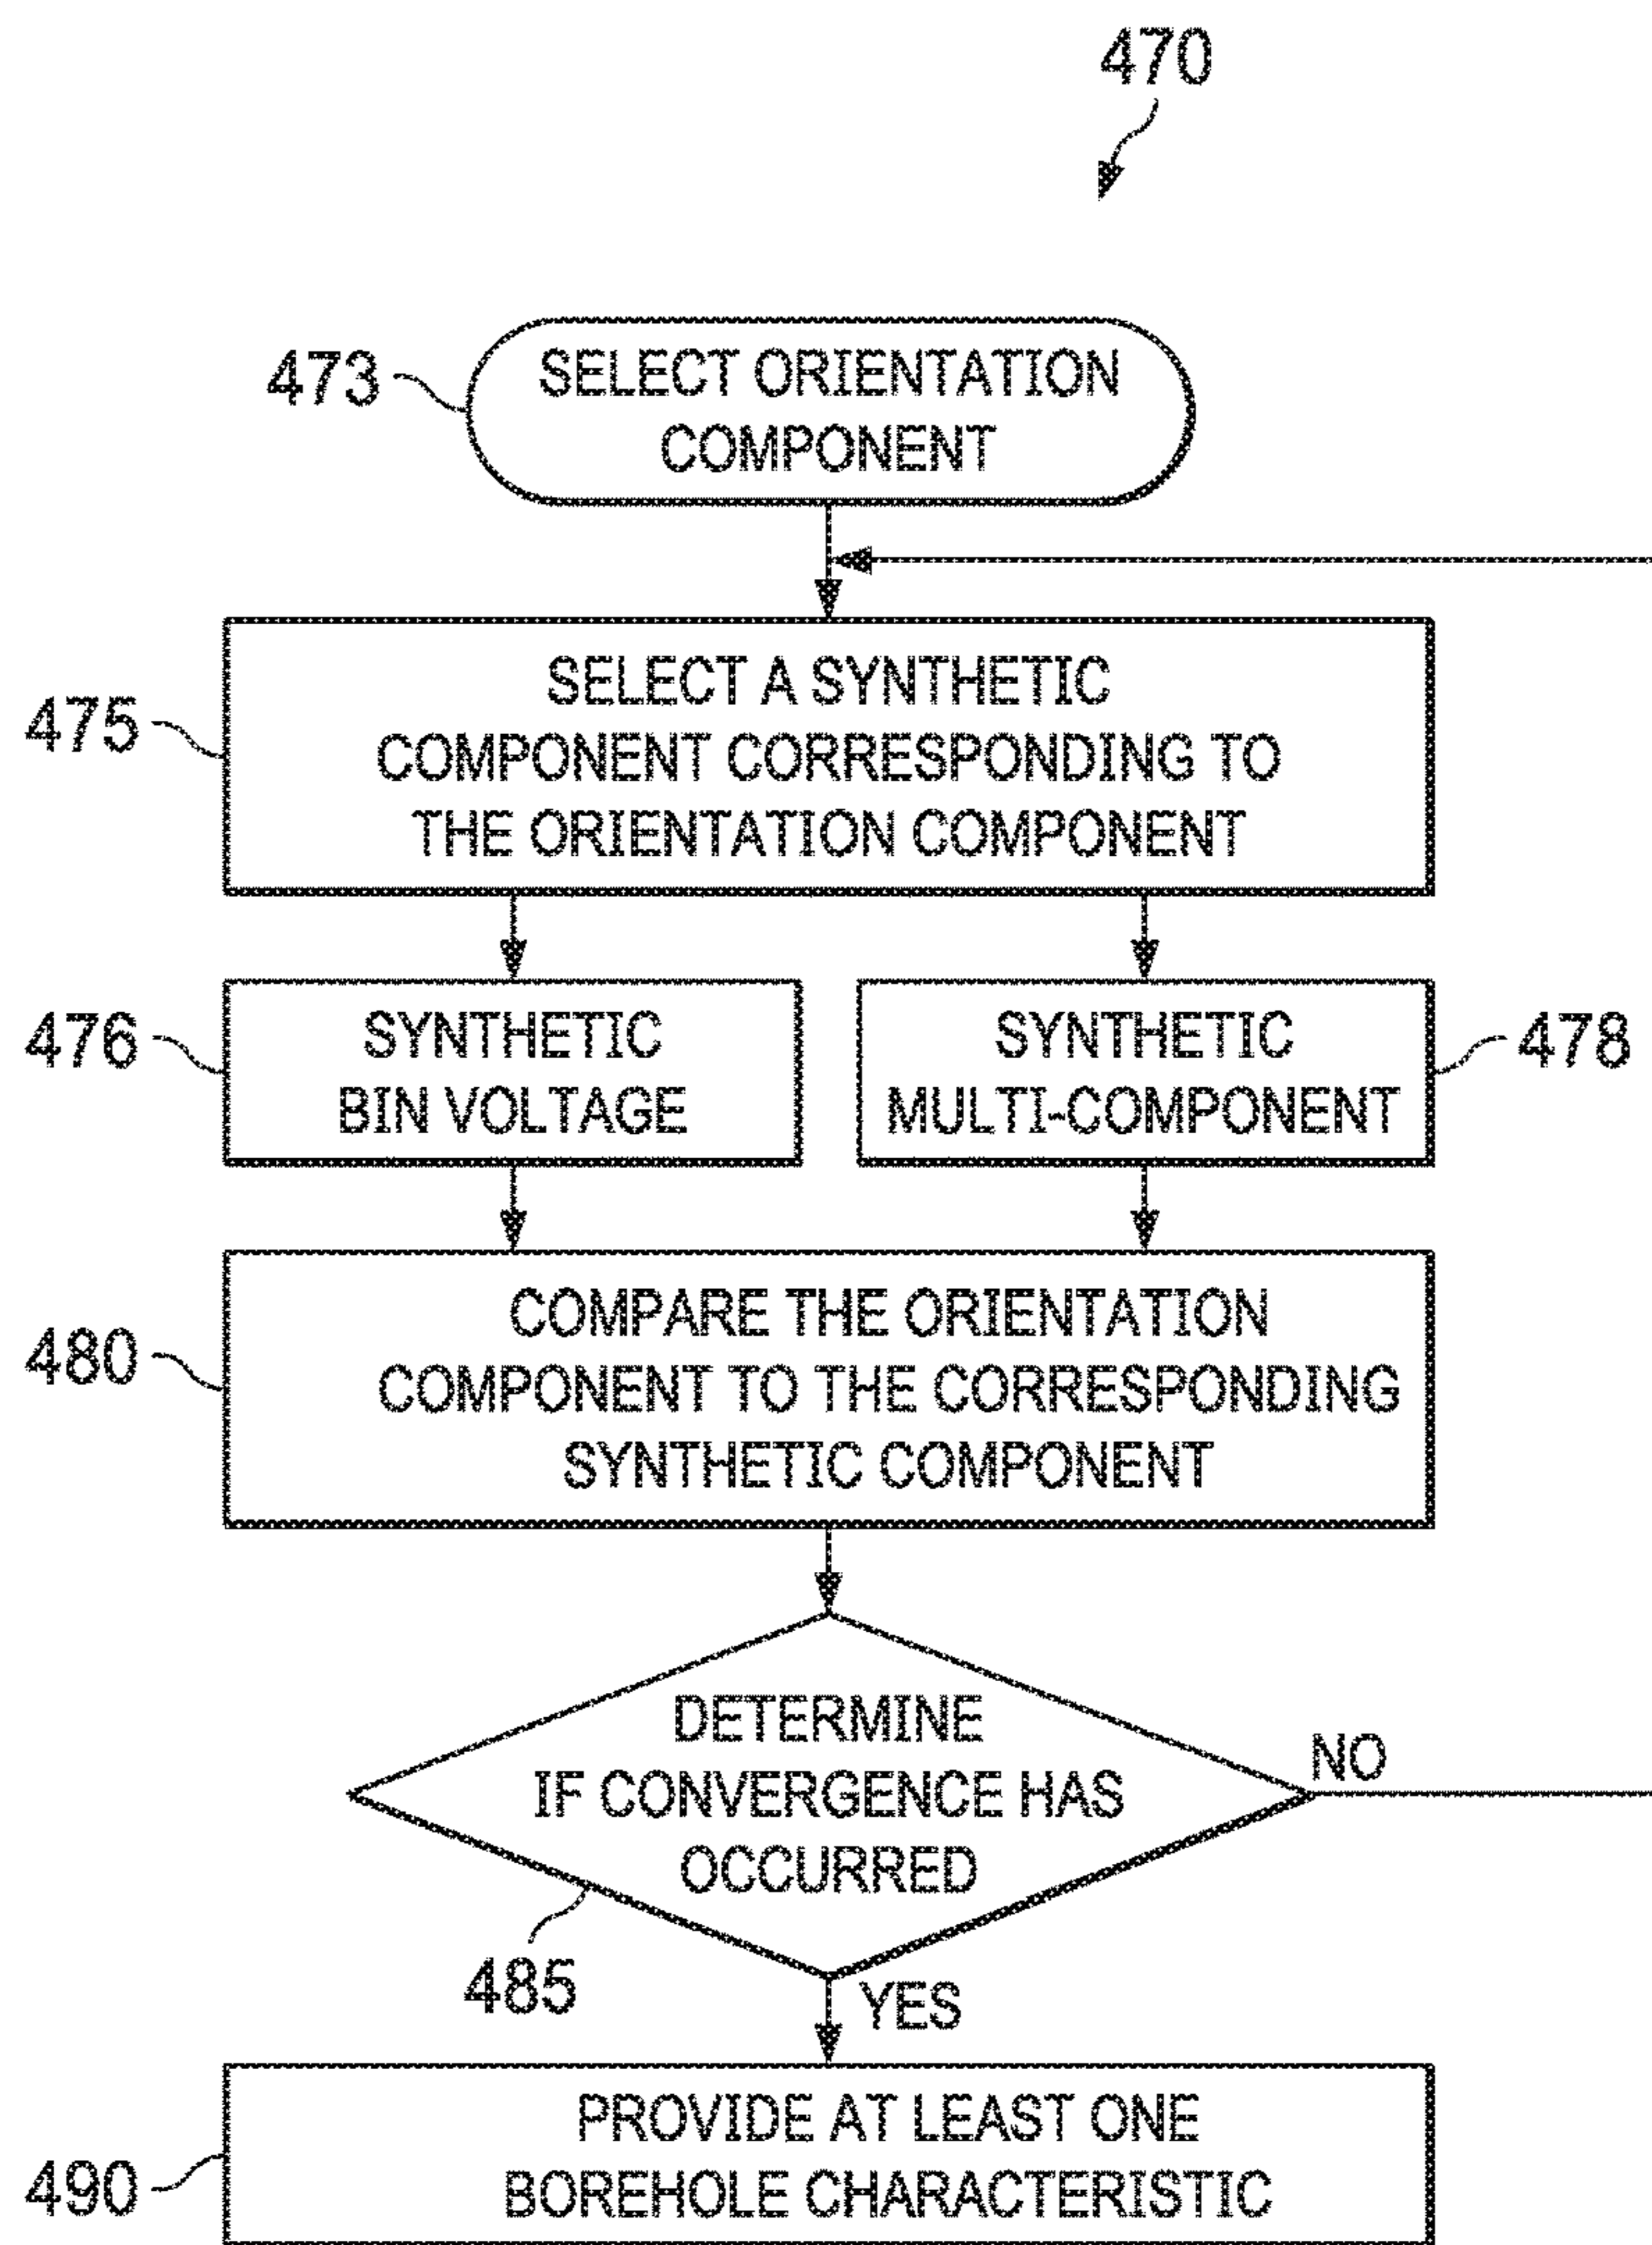 470
473
SELECT ORIENTATION
COMPONENT
475
SELECT A SYNTHETIC
COMPONENT CORRESPONDING TO
THE ORIENTATION COMPONENT
476
SYNTHETIC
BIN VOLTAGE
SYNTHETIC
MULTI-COMPONENT
478
480
COMPARE THE ORIENTATION
COMPONENT TO THE CORRESPONDING
SYNTHETIC COMPONENT
DETERMINE
IF CONVERGENCE HAS
OCCURRED
NO
485
YES
490
PROVIDE AT LEAST ONE
BOREHOLE CHARACTERISTIC